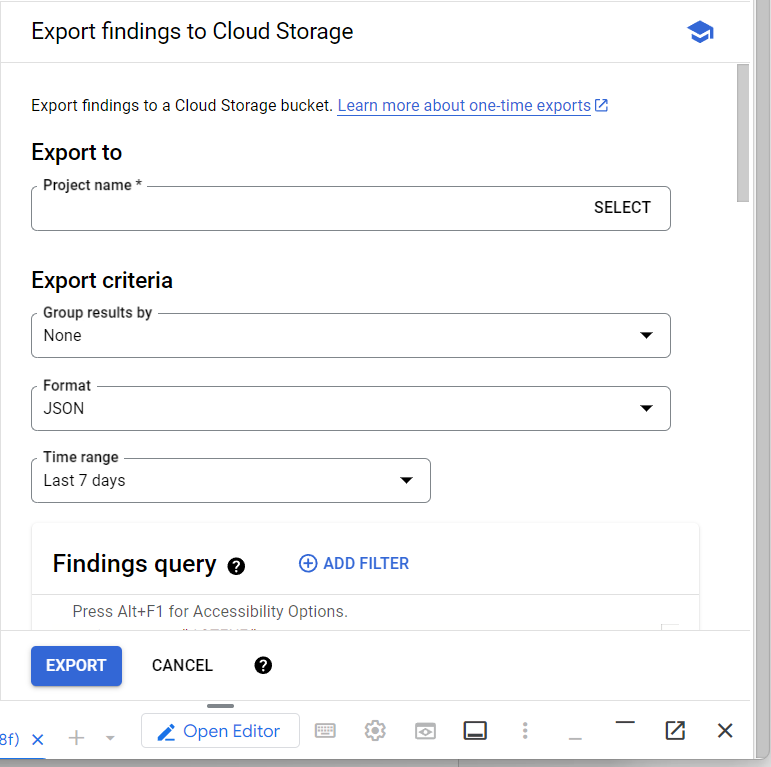 Export findings to Cloud Storage
Export findings to a Cloud Storage bucket. Learn more about one-time exports
Export to
Project name *
SELECT
Export criteria
Group results by
None
Format
JSON
Time range
Last 7 days
Findings query
ADD FILTER
Press Alt+F1 for Accessibility Options.
EXPORT CANCEL
8f)
Open Editor